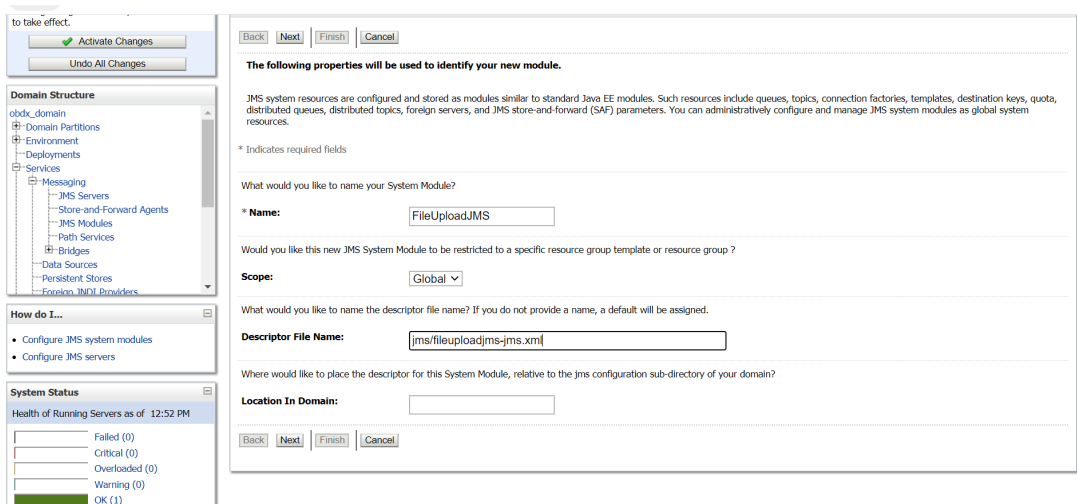 to take effect.
Activate Changes
Undo All Changes
Domain Structure
obdx_domain
Domain Partitions
Environment
Deployments
Services
Messaging
JMS Servers
Store-and-Forward Agents
JMS Modules
Path Services
Bridges
Data Sources
Persistent Stores
Foreign JNDI Providers
How do I...
Configure JMS system modules
Configure JMS servers
System Status
Health of Running Servers as of 12:52 PM
Failed (0)
Critical (0)
Overloaded (0)
Warning (0)
OK (1)
Back Next Finish Cancel
The following properties will be used to identify your new module.
JMS system resources are configured and stored as modules similar to standard Java EE modules. Such resources include queues, topics, connection factories, templates, destination keys, quota,
distributed queues, distributed topics, foreign servers, and JMS store-and-forward (SAF) parameters. You can administratively configure and manage JMS system modules as global system
resources.
* Indicates required fields
What would you like to name your System Module?
* Name: FileUploadJMS
Would you like this new JMS System Module to be restricted to a specific resource group template or resource group ?
Scope: Global
What would you like to name the descriptor file name? If you do not provide a name, a default will be assigned.
Descriptor File Name: jms/fileuploadjms-jms.xml
Where would like to place the descriptor for this System Module, relative to the jms configuration sub-directory of your domain?
Location In Domain:
Back Next Finish Cancel